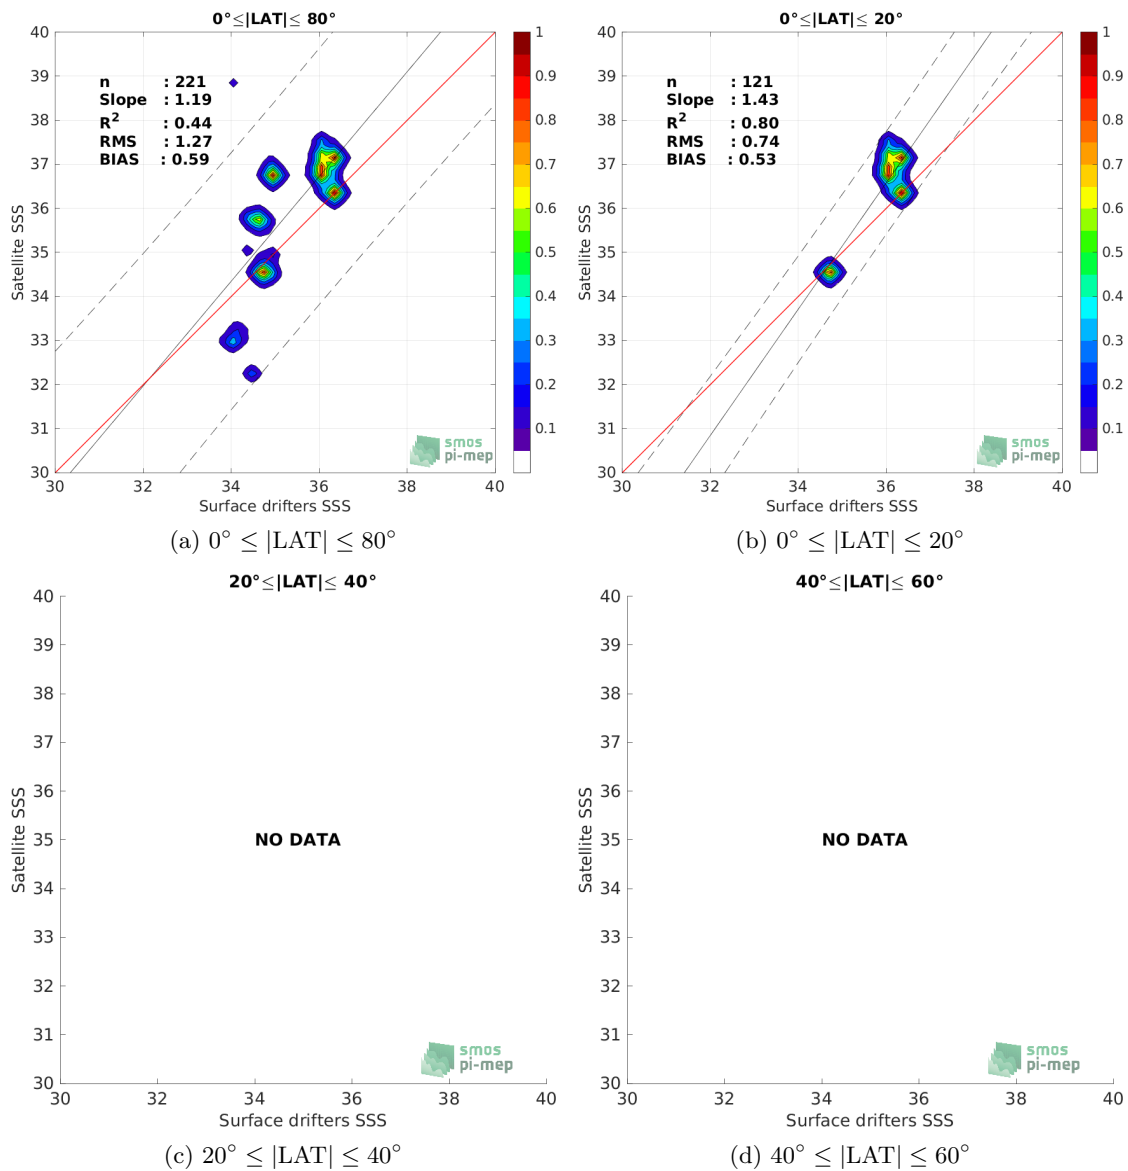 0°≤|LAT|≤ 80°
40
39
38
37
36
35
34
33
32
31
30
30
32
34
36
38
40
Satellite SSS
Surface drifters SSS
n : 221
Slope : 1.19
R² : 0.44
RMS : 1.27
BIAS : 0.59
1
0.9
0.8
0.7
0.6
0.5
0.4
0.3
0.2
0.1
smos
pi-mep
(a) 0° ≤ |LAT| ≤ 80°
0°≤|LAT|≤ 20°
40
39
38
37
36
35
34
33
32
31
30
30
32
34
36
38
40
Satellite SSS
Surface drifters SSS
n : 121
Slope : 1.43
R² : 0.80
RMS : 0.74
BIAS : 0.53
1
0.9
0.8
0.7
0.6
0.5
0.4
0.3
0.2
0.1
smos
pi-mep
(b) 0° ≤ |LAT| ≤ 20°
20°≤|LAT|≤ 40°
40
39
38
37
36
35
34
33
32
31
30
30
32
34
36
38
40
Satellite SSS
Surface drifters SSS
NO DATA
smos
pi-mep
(c) 20° ≤ |LAT| ≤ 40°
40°≤|LAT|≤ 60°
40
39
38
37
36
35
34
33
32
31
30
30
32
34
36
38
40
Satellite SSS
Surface drifters SSS
NO DATA
smos
pi-mep
(d) 40° ≤ |LAT| ≤ 60°